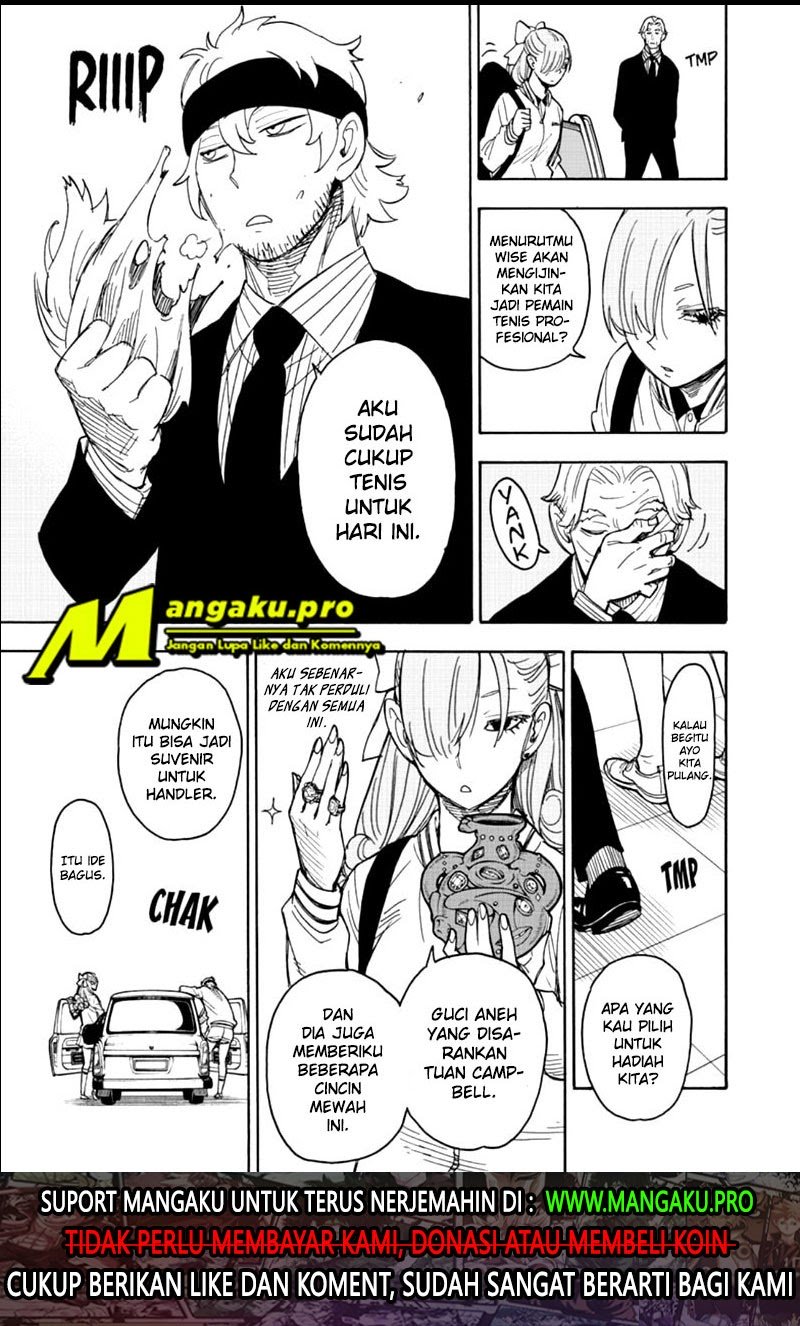 TMP
MENURUTMU
WISE AKAN
MENGIJIN-
KAN KITA
JADI PEMAIN
TENIS PRO-
FESIONAL?
YANK
RIIIP
AKU
SUDAH
CUKUP
TENIS
UNTUK
HARI INI.
Mangaku.pro
Jangan Lupa Like dan Komennya
KALAU
BEGITU
AYO
KITA
PULANG.
TMP
APA YANG
KAU PILIH
UNTUK
HADIAH
KITA?
AKU SEBENAR-
NYA TAK PERDULI
DENGAN SEMUA
INI.
GUCI ANEH
YANG DISA-
RANKAN
TUAN CAMP-
BELL.
DAN
DIA JUGA
MEMBERIKU
BEBERAPA
CINCIN
MEWAH INI.
MUNGKIN
ITU BISA JADI
SUVENIR
UNTUK
HANDLER.
ITU IDE
BAGUS.
CHAK
SUPORT MANGAKU UNTUK TERUS NERJEMAHIN DI : WWW.MANGAKU.PRO
TIDAK PERLU MEMBAYAR KAMI, DONASI ATAU MEMBELI KOIN
CUKUP BERIKAN LIKE DAN KOMENT, SUDAH SANGAT BERARTI BAGI KAMI